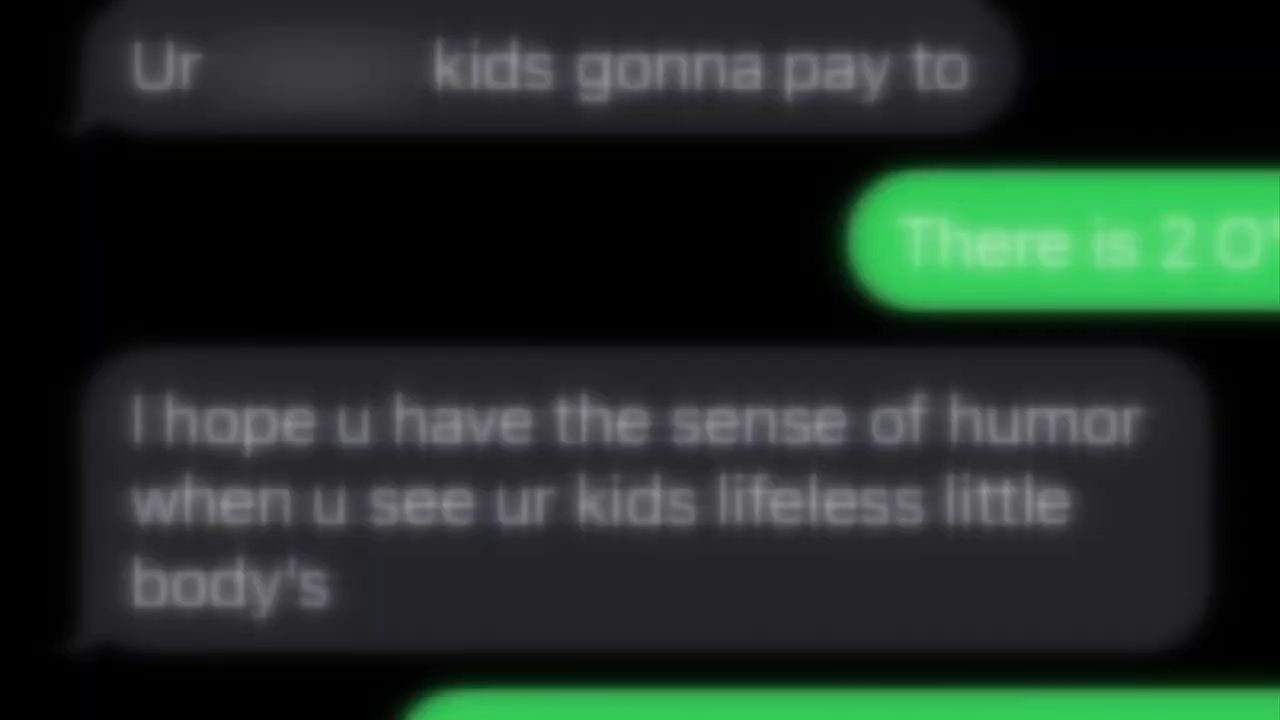 Ur kids gonna pay to
There is 2 O'
I hope u have the sense of humor
when u see ur kids lifeless little
body's